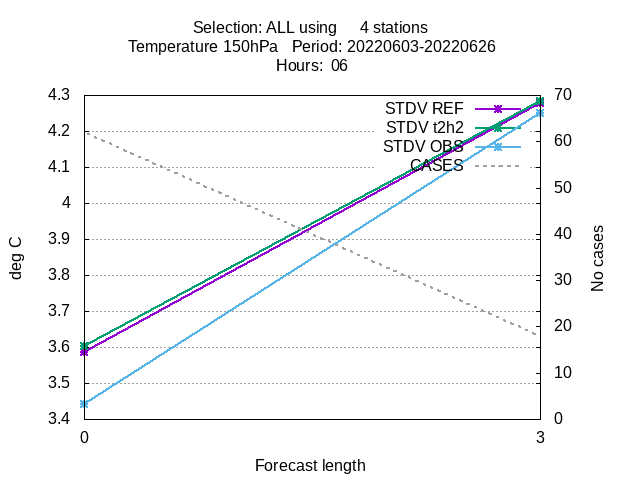 Selection: ALL using      4 stations
Temperature 150hPa   Period: 20220603-20220626
Hours:  06
STDV REF
STDV t2h2
STDV OBS
CASES
4.3
4.2
4.1
4
3.9
3.8
3.7
3.6
3.5
3.4
deg C
70
60
50
40
30
20
10
0
No cases
0
3
Forecast length